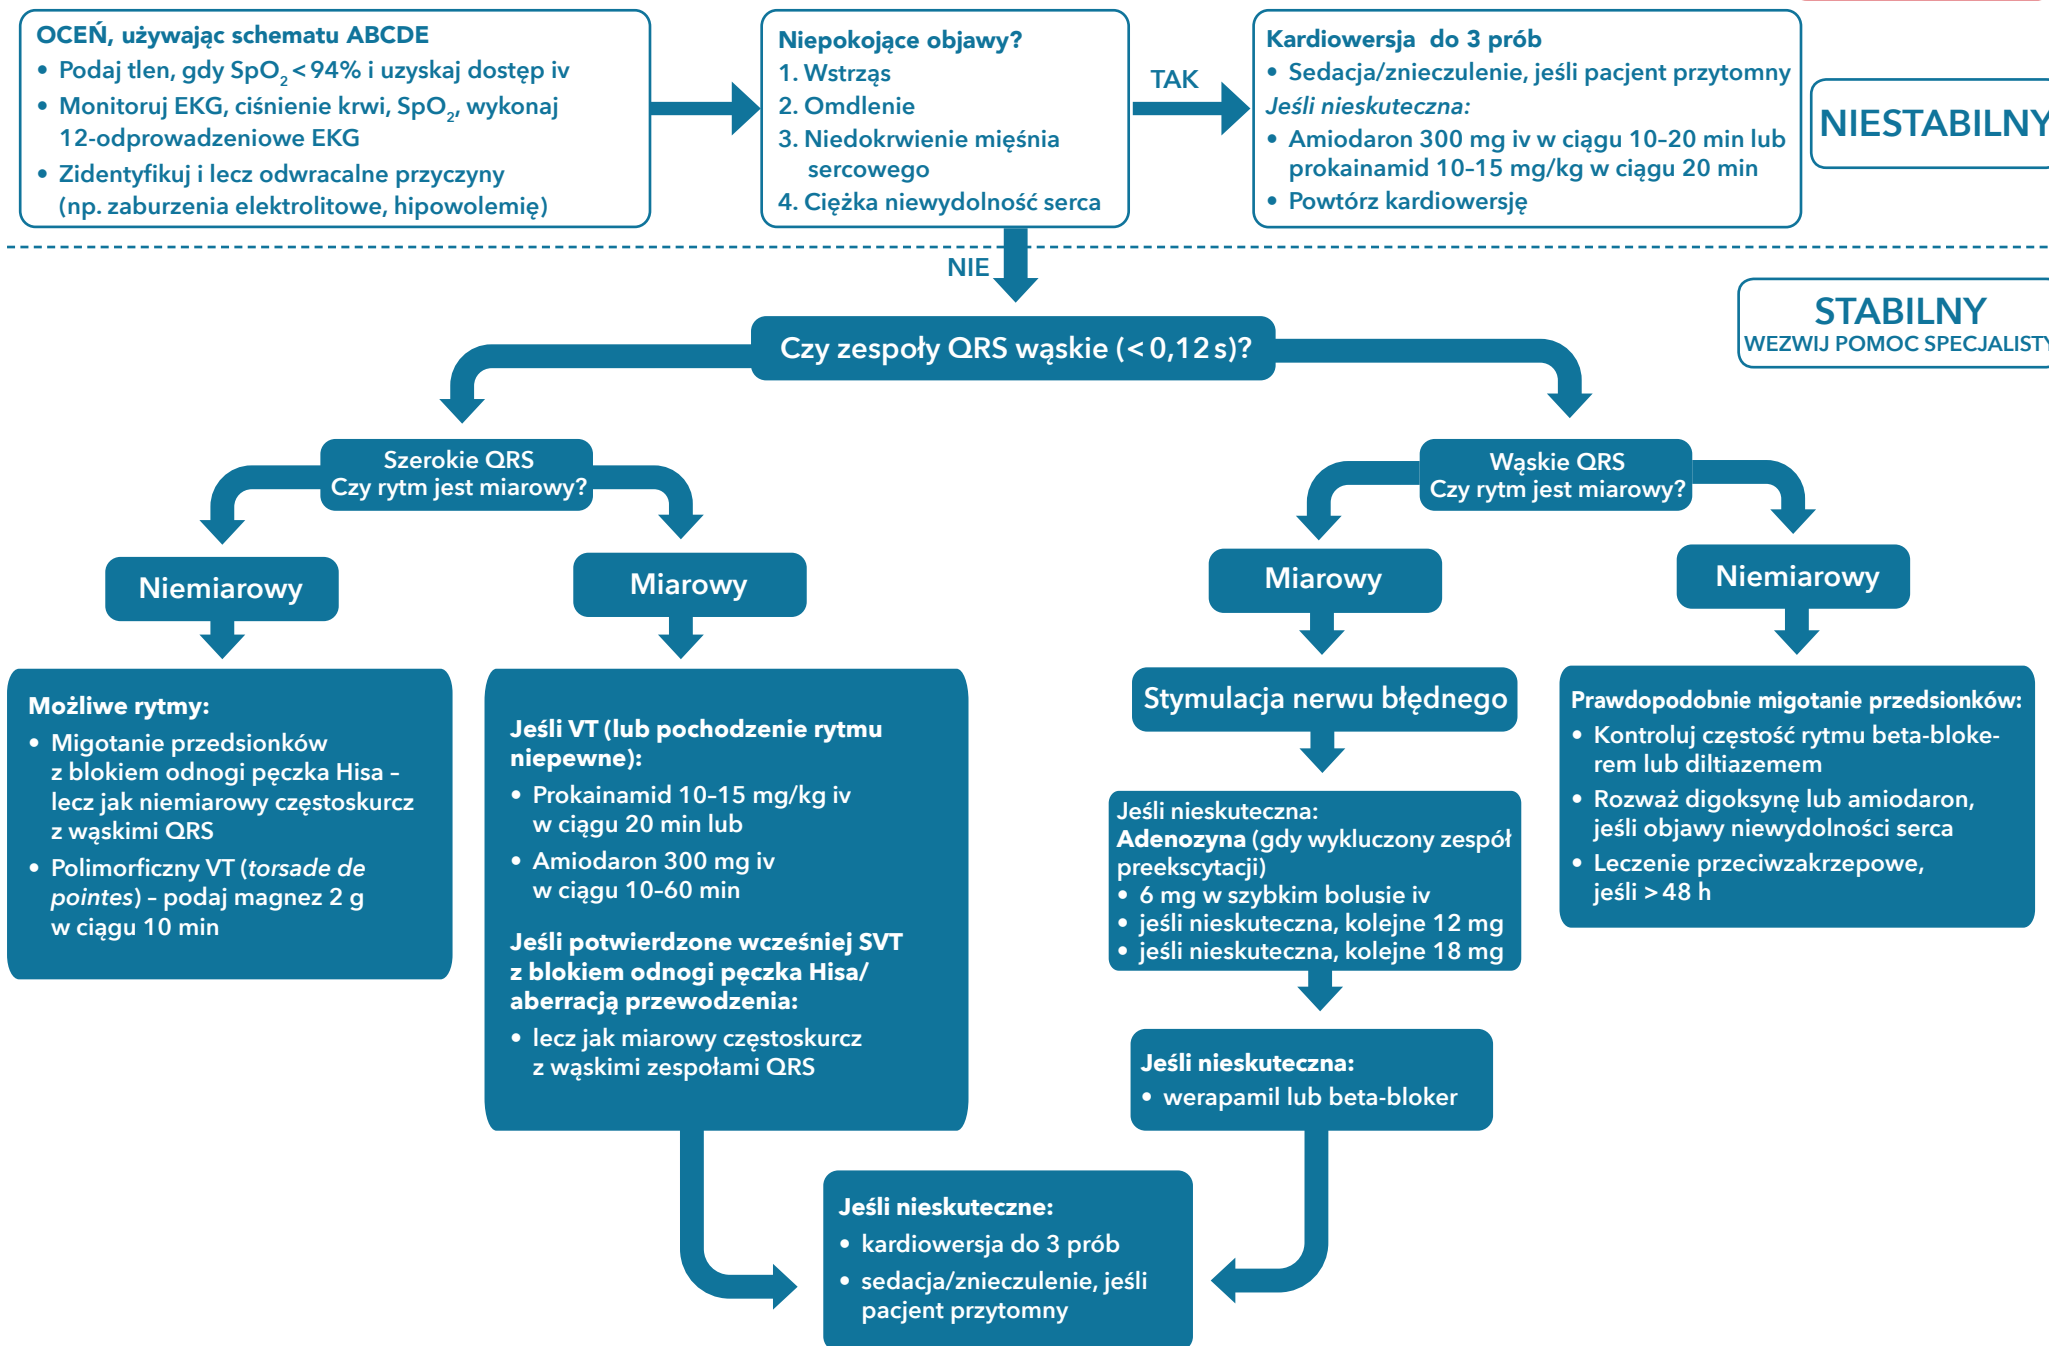 OCEŃ, używając schematu ABCDE
• Podaj tlen, gdy SpO₂ < 94% i uzyskaj dostęp iv
• Monitoruj EKG, ciśnienie krwi, SpO₂, wykonaj
12-odprowadzeniowe EKG
• Zidentyfikuj i lecz odwracalne przyczyny
(np. zaburzenia elektrolitowe, hipowolemię)
Niepokojące objawy?
1. Wstrząs
2. Omdlenie
3. Niedokrwienie mięśnia
sercowego
4. Ciężka niewydolność serca
TAK
Kardiowersja do 3 prób
• Sedacja/znieczulenie, jeśli pacjent przytomny
Jeśli nieskuteczna:
• Amiodaron 300 mg iv w ciągu 10–20 min lub
prokainamid 10–15 mg/kg w ciągu 20 min
• Powtórz kardiowersję
NIESTABILNY
NIE
STABILNY
WEZWIJ POMOC SPECJALISTY
Czy zespoły QRS wąskie (< 0,12 s)?
Szerokie QRS
Czy rytm jest miarowy?
Wąskie QRS
Czy rytm jest miarowy?
Niemiarowy
Miarowy
Miarowy
Niemiarowy
Możliwe rytmy:
• Migotanie przedsionków
z blokiem odnogi pęczka Hisa –
lecz jak niemiarowy częstoskurcz
z wąskimi QRS
• Polimorficzny VT (torsade de
pointes) – podaj magnez 2 g
w ciągu 10 min
Jeśli VT (lub pochodzenie rytmu
niepewne):
• Prokainamid 10–15 mg/kg iv
w ciągu 20 min lub
• Amiodaron 300 mg iv
w ciągu 10–60 min
Jeśli potwierdzone wcześniej SVT
z blokiem odnogi pęczka Hisa/
aberracją przewodzenia:
• lecz jak miarowy częstoskurcz
z wąskimi zespołami QRS
Stymulacja nerwu błędnego
Jeśli nieskuteczna:
Adenozyna (gdy wykluczony zespół
preekscytacji)
• 6 mg w szybkim bolusie iv
• jeśli nieskuteczna, kolejne 12 mg
• jeśli nieskuteczna, kolejne 18 mg
Jeśli nieskuteczna:
• werapamil lub beta-bloker
Prawdopodobnie migotanie przedsionków:
• Kontroluj częstość rytmu beta-bloke-
rem lub diltiazemem
• Rozważ digoksynę lub amiodaron,
jeśli objawy niewydolności serca
• Leczenie przeciwzakrzepowe,
jeśli > 48 h
Jeśli nieskuteczne:
• kardiowersja do 3 prób
• sedacja/znieczulenie, jeśli
pacjent przytomny